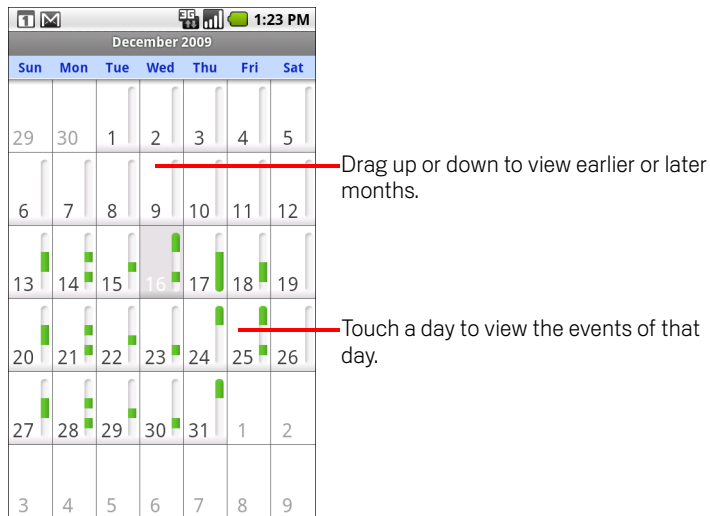 1 3G 1:23 PM
December 2009
Sun Mon Tue Wed Thu Fri Sat
29 30 1 2 3 4 5
Drag up or down to view earlier or later
months.
6 7 8 9 10 11 12
13 14 15 16 17 18 19
Touch a day to view the events of that
day.
20 21 22 23 24 25 26
27 28 29 30 31 1 2
3 4 5 6 7 8 9